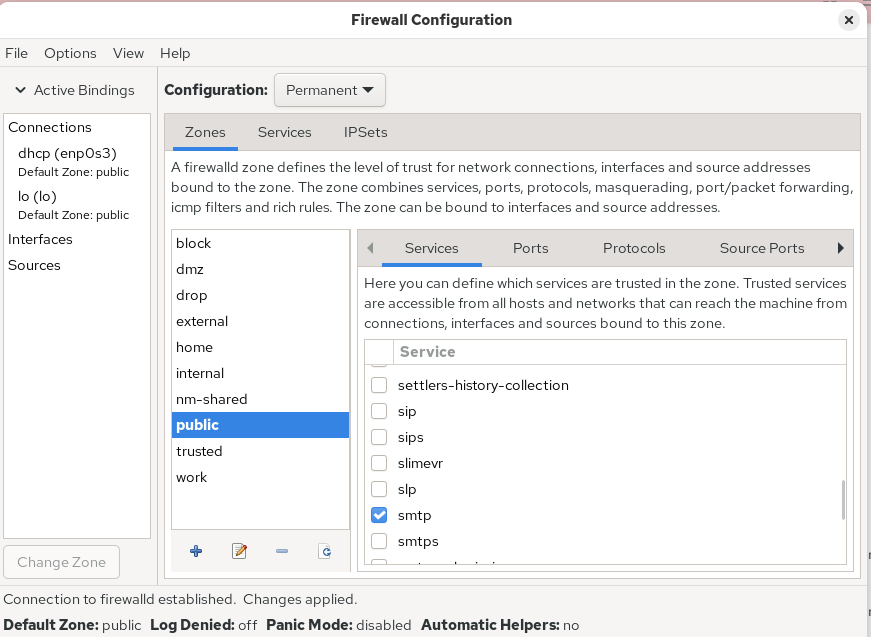 Firewall Configuration
File Options View Help
Active Bindings
Configuration: Permanent
Connections
dhcp (enp0s3)
Default Zone: public
lo (lo)
Default Zone: public
Interfaces
Sources
Change Zone
Zones Services IPSets
A firewalld zone defines the level of trust for network connections, interfaces and source addresses
bound to the zone. The zone combines services, ports, protocols, masquerading, port/packet forwarding,
icmp filters and rich rules. The zone can be bound to interfaces and source addresses.
block
dmz
drop
external
home
internal
nm-shared
public
trusted
work
Services Ports Protocols Source Ports
Here you can define which services are trusted in the zone. Trusted services
are accessible from all hosts and networks that can reach the machine from
connections, interfaces and sources bound to this zone.
Service
settlers-history-collection
sip
sips
slimevr
slp
smtp
smtps
Connection to firewalld established. Changes applied.
Default Zone: public Log Denied: off Panic Mode: disabled Automatic Helpers: no